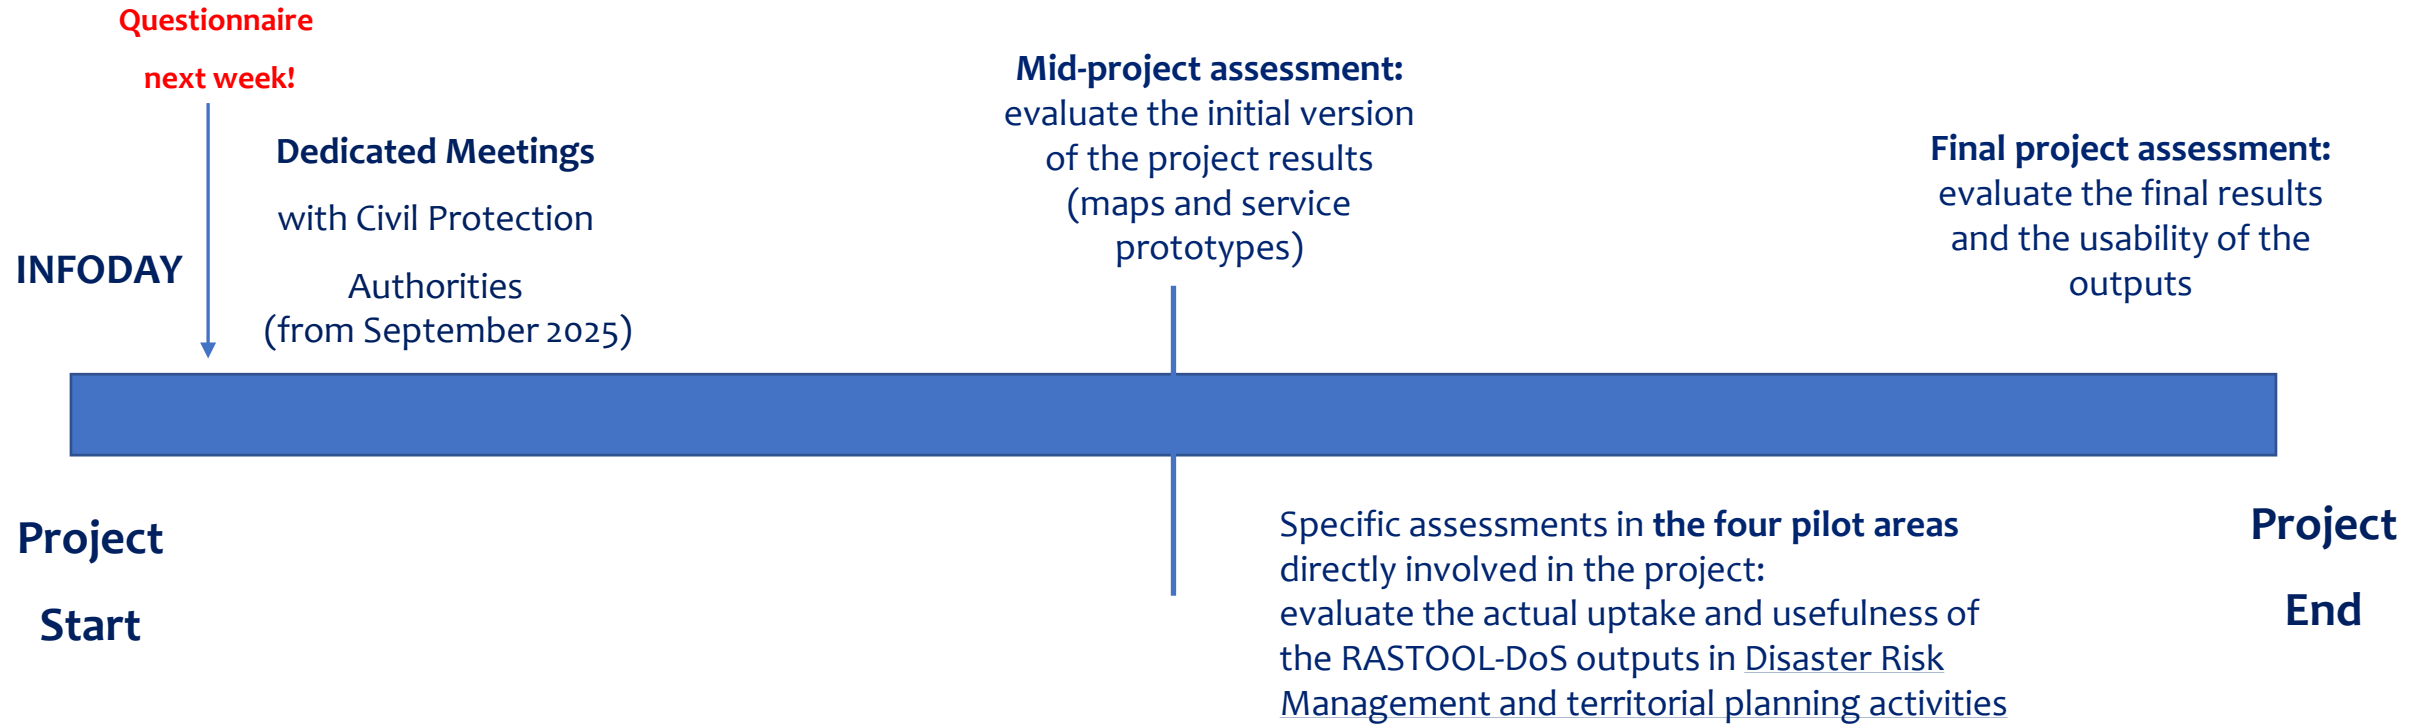 Questionnaire
next week!
INFODAY
Dedicated Meetings
with Civil Protection
Authorities
(from September 2025)
Mid-project assessment:
evaluate the initial version
of the project results
(maps and service
prototypes)
Final project assessment:
evaluate the final results
and the usability of the
outputs
Project
Start
Specific assessments in the four pilot areas
directly involved in the project:
evaluate the actual uptake and usefulness of
the RASTOOL-DoS outputs in Disaster Risk
Management and territorial planning activities
Project
End